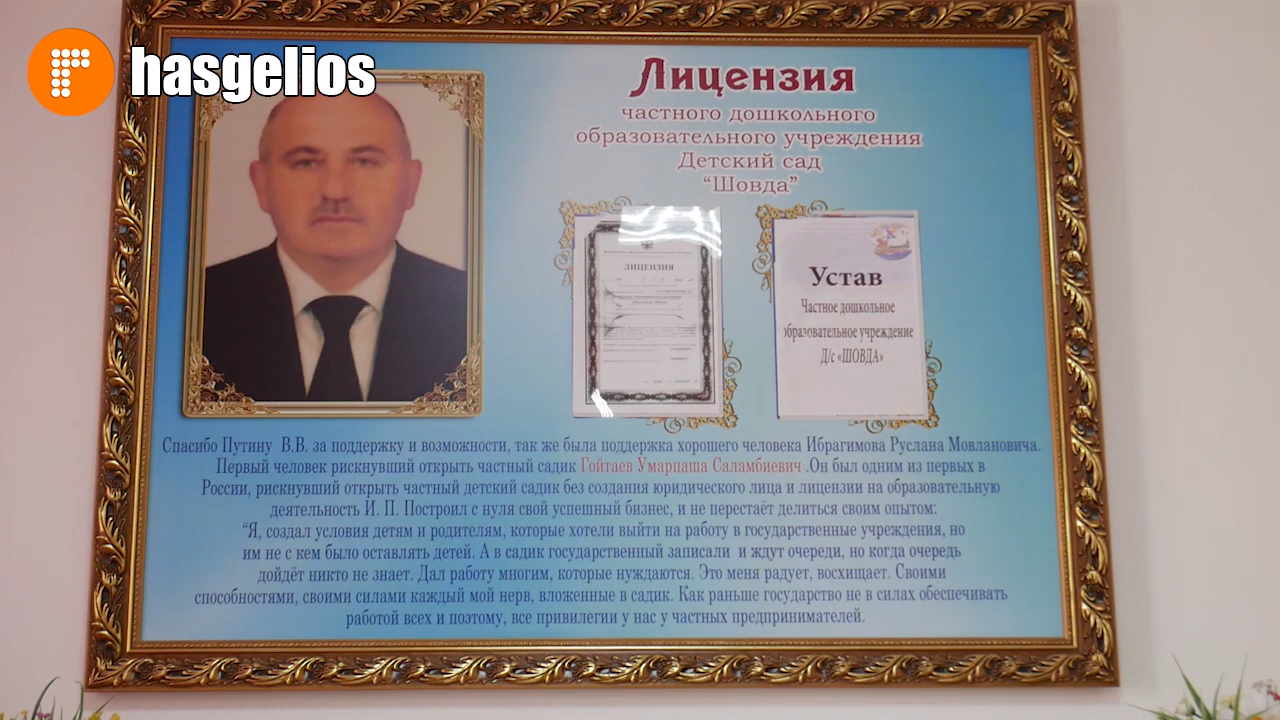 hasgelios
Лицензия
частного дошкольного
образовательного учреждения
Детский сад
“Шовда”
ЛИЦЕНЗИЯ
Устав
Частное дошкольное
образовательное учреждение
Д/с «ШОВДА»
Спасибо Путину В.В. за поддержку и возможности, так же была поддержка хорошего человека Ибрагимова Руслана Мовлановича.
Первый человек рискнувший открыть частный садик Гойтаев Умарпаша Саламбиевич .Он был одним из первых в
России, рискнувший открыть частный детский садик без создания юридического лица и лицензии на образовательную
деятельность И. П. Построил с нуля свой успешный бизнес, и не перестаёт делиться своим опытом:
“Я, создал условия детям и родителям, которые хотели выйти на работу в государственные учреждения, но
им не с кем было оставлять детей. А в садик государственный записали и ждут очереди, но когда очередь
дойдёт никто не знает. Дал работу многим, которые нуждаются. Это меня радует, восхищает. Своими
способностями, своими силами каждый мой нерв, вложенные в садик. Как раньше государство не в силах обеспечивать
работой всех и поэтому, все привилегии у нас у частных предпринимателей.